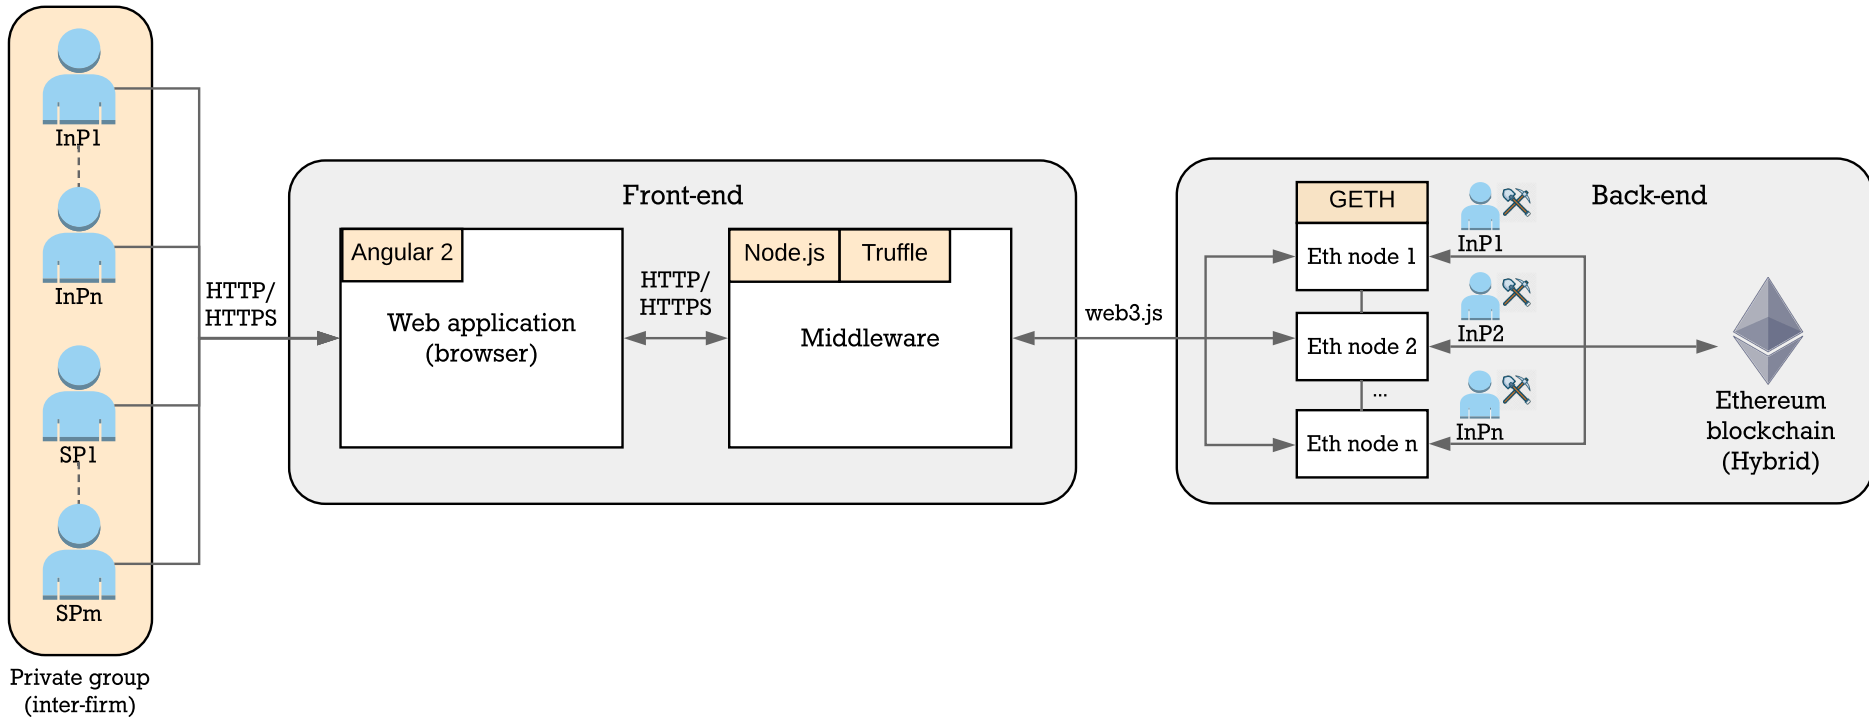 InP1
InPn
SP1
SPm
Private group
(inter-firm)
HTTP/
HTTPS
Front-end
Angular 2
Web application
(browser)
HTTP/
HTTPS
Node.js
Truffle
Middleware
web3.js
Back-end
GETH
Eth node 1
Eth node 2
...
Eth node n
InP1
InP2
InPn
Ethereum
blockchain
(Hybrid)